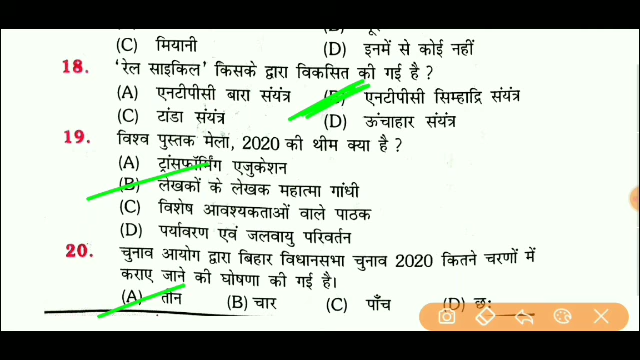 (C) मियानी (D) इनमें से कोई नहीं
18. ‘रेल साइकिल’ किसके द्वारा विकसित की गई है ?
(A) एनटीपीसी बारा संयंत्र (B) एनटीपीसी सिम्हाद्रि संयंत्र
(C) टांडा संयंत्र (D) ऊंचाहार संयंत्र
19. विश्व पुस्तक मेला, 2020 की थीम क्या है ?
(A) ट्रांसफॉर्मिंग एजुकेशन
(B) लेखकों के लेखक महात्मा गांधी
(C) विशेष आवश्यकताओं वाले पाठक
(D) पर्यावरण एवं जलवायु परिवर्तन
20. चुनाव आयोग द्वारा बिहार विधानसभा चुनाव 2020 कितने चरणों में
कराए जाने की घोषणा की गई है।
(A) तीन (B) चार (C) पाँच (D) छः